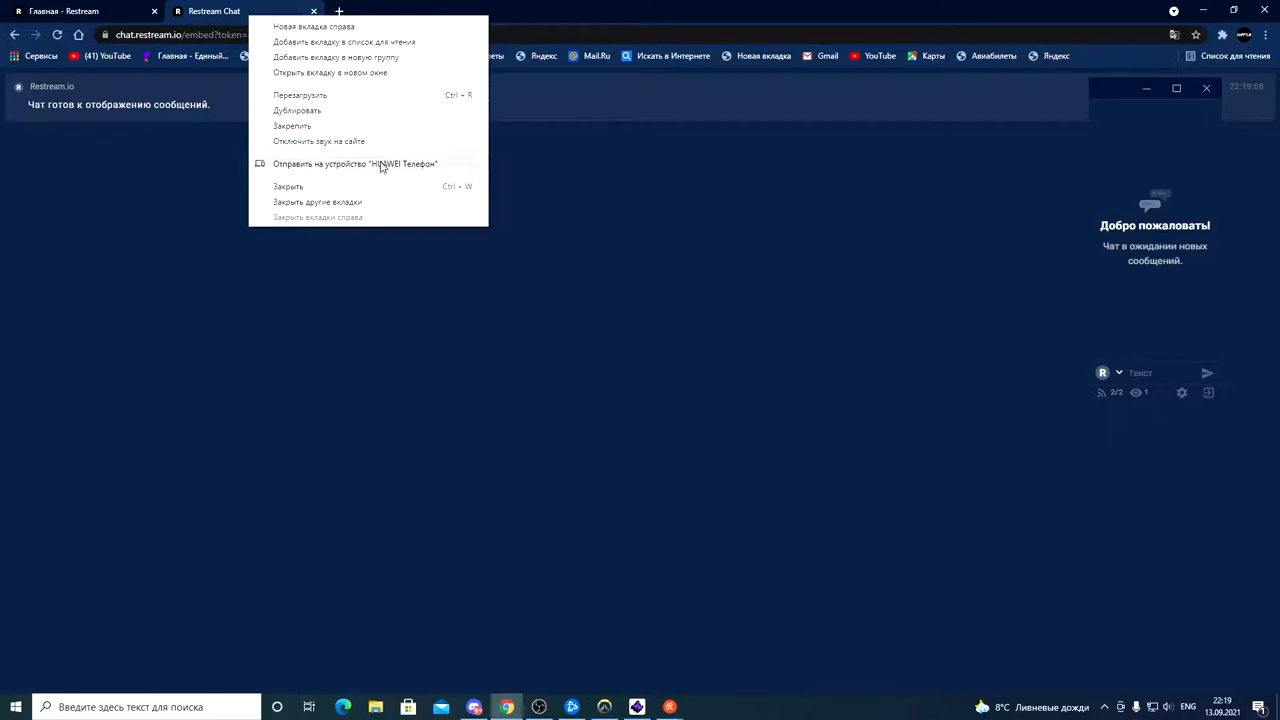 Главная - Restream
Restream Chat
chat.restream.io/embed?token=
Сервисы
(41) YouTube
Главная - Единый...
Яндекс
Mail.Ru
Искать в Интернете
Новая вкладка
Gmail
YouTube
Карты
Авиабилеты
Яндекс
Список для чтения
Новая вкладка справа
Добавить вкладку в список для чтения
Добавить вкладку в новую группу
Открыть вкладку в новом окне
Перезагрузить Ctrl + R
Дублировать
Закрепить
Отключить звук на сайте
Отправить на устройство "HUAWEI Телефон"
Закрыть Ctrl + W
Закрыть другие вкладки
Закрыть вкладки справа
Restream.io
22:19:08
Чат готов к отображению сообщений.
Добро пожаловать!
Чат в ожидании новых
сообщений.
R
Текст
2/2
1
Введите здесь текст для поиска
8°C Ливневые дожди
22:19
13.09.2021